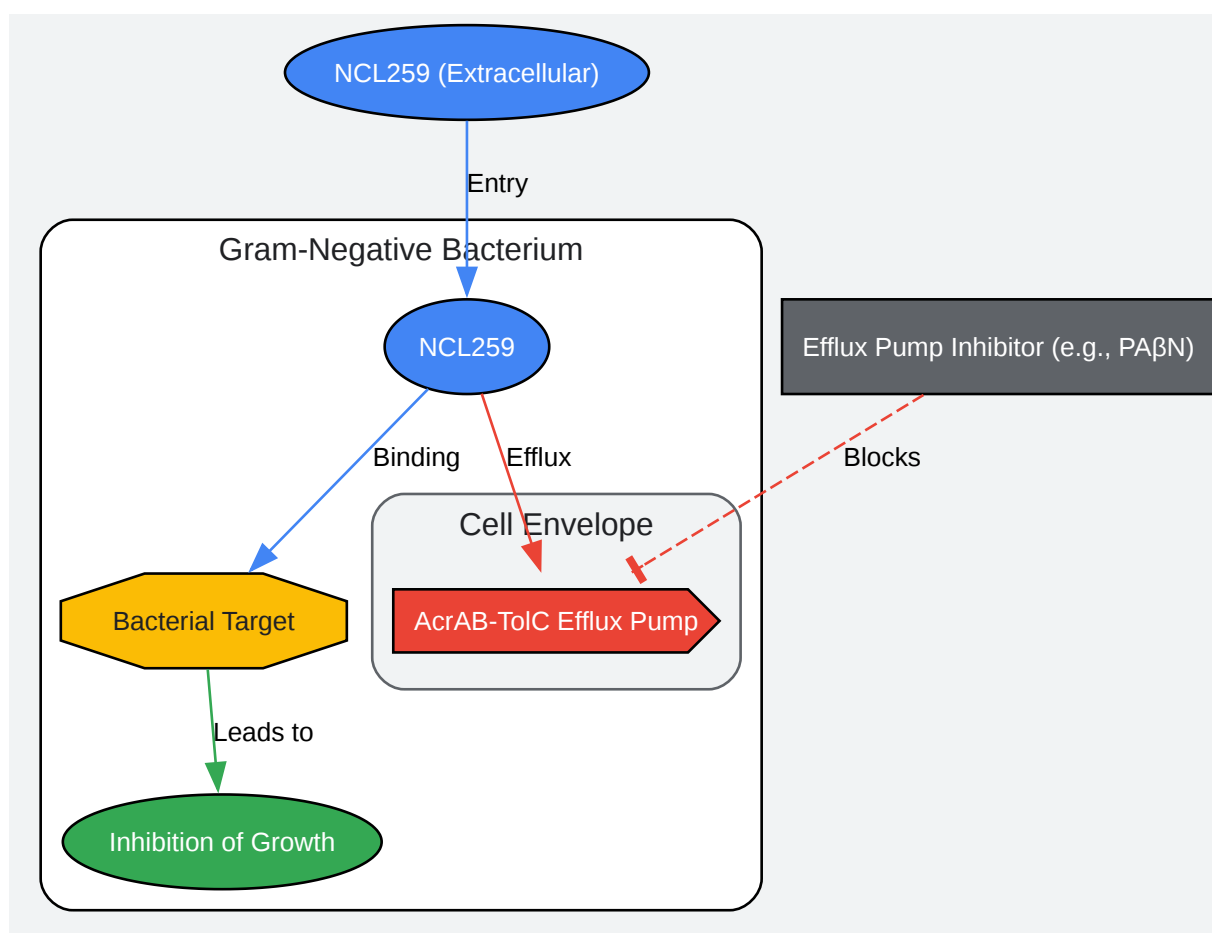 NCL259 (Extracellular)
Entry
Gram-Negative Bacterium
NCL259
Efflux Pump Inhibitor (e.g., PAβN)
Binding
Efflux
Blocks
Cell Envelope
Bacterial Target
AcrAB-TolC Efflux Pump
Leads to
Inhibition of Growth